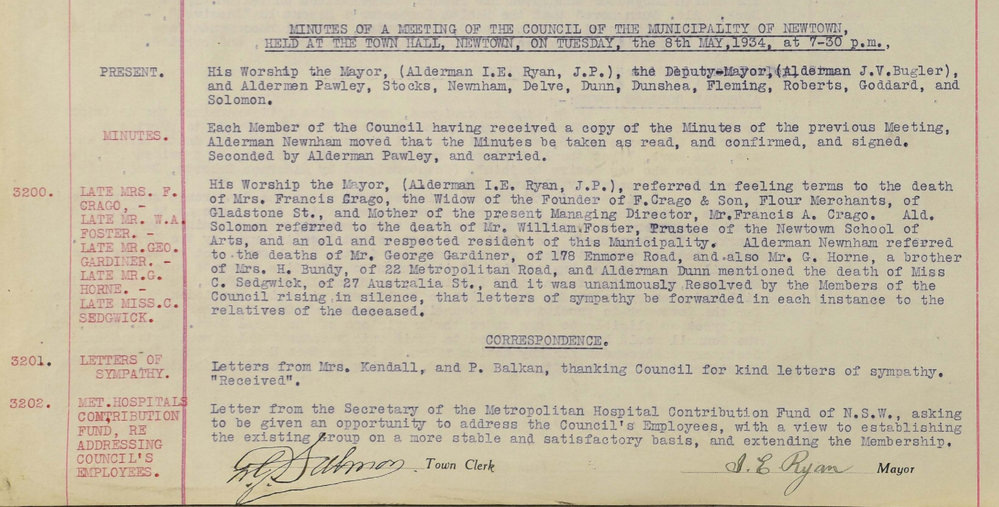 MINUTES OF A MEETING OF THE COUNCIL OF THE MUNICIPALITY OF NEWTOWN,
HELD AT THE TOWN HALL, NEWTOWN, ON TUESDAY, the 8th MAY, 1934, at 7-30 p.m.,
PRESENT.
His Worship the Mayor, (Alderman I.E. Ryan, J.P.), the Deputy-Mayor, (Alderman J.V.Bugler),
and Aldermen Pawley, Stocks, Newnham, Delve, Dunn, Dunshea, Fleming, Roberts, Goddard, and
Solomon.
MINUTES.
Each Member of the Council having received a copy of the Minutes of the previous Meeting,
Alderman Newnham moved that the Minutes be taken as read, and confirmed, and signed.
Seconded by Alderman Pawley, and carried.
3200.
LATE MRS. F.
CRAGO, -
LATE MR. W.A.
FOSTER. -
LATE MR.GEO.
GARDINER. -
LATE MR.G.
HORNE. -
LATE MISS.C.
SEDGWICK.
His Worship the Mayor, (Alderman I.E. Ryan, J.P.), referred in feeling terms to the death
of Mrs. Francis Crago, the Widow of the Founder of F.Crago & Son, Flour Merchants, of
Gladstone St., and Mother of the present Managing Director, Mr.Francis A. Crago. Ald.
Solomon referred to the death of Mr. William Foster, Trustee of the Newtown School of
Arts, and an old and respected resident of this Municipality. Alderman Newnham referred
to the deaths of Mr. George Gardiner, of 178 Enmore Road, and also Mr. G. Horne, a brother
of Mrs. H. Bundy, of 22 Metropolitan Road, and Alderman Dunn mentioned the death of Miss
C. Sedgwick, of 27 Australia St., and it was unanimously Resolved by the Members of the
Council rising in silence, that letters of sympathy be forwarded in each instance to the
relatives of the deceased.
CORRESPONDENCE.
3201.
LETTERS OF
SYMPATHY.
Letters from Mrs. Kendall, and P. Balkan, thanking Council for kind letters of sympathy.
"Received".
3202.
MET.HOSPITALS
CONTRIBUTION
FUND, RE
ADDRESSING
COUNCIL'S
EMPLOYEES.
Letter from the Secretary of the Metropolitan Hospital Contribution Fund of N.S.W., asking
to be given an opportunity to address the Council's Employees, with a view to establishing
the existing Group on a more stable and satisfactory basis, and extending the Membership.
Salmon Town Clerk
I. E Ryan Mayor